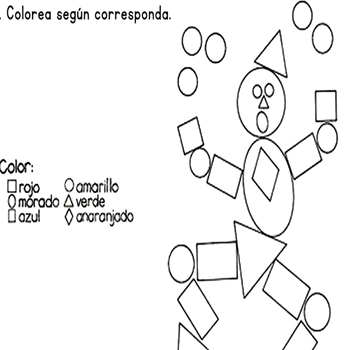 . Colorea según corresponda.
Color:
rojo amarillo
morado verde
azul anaranjado